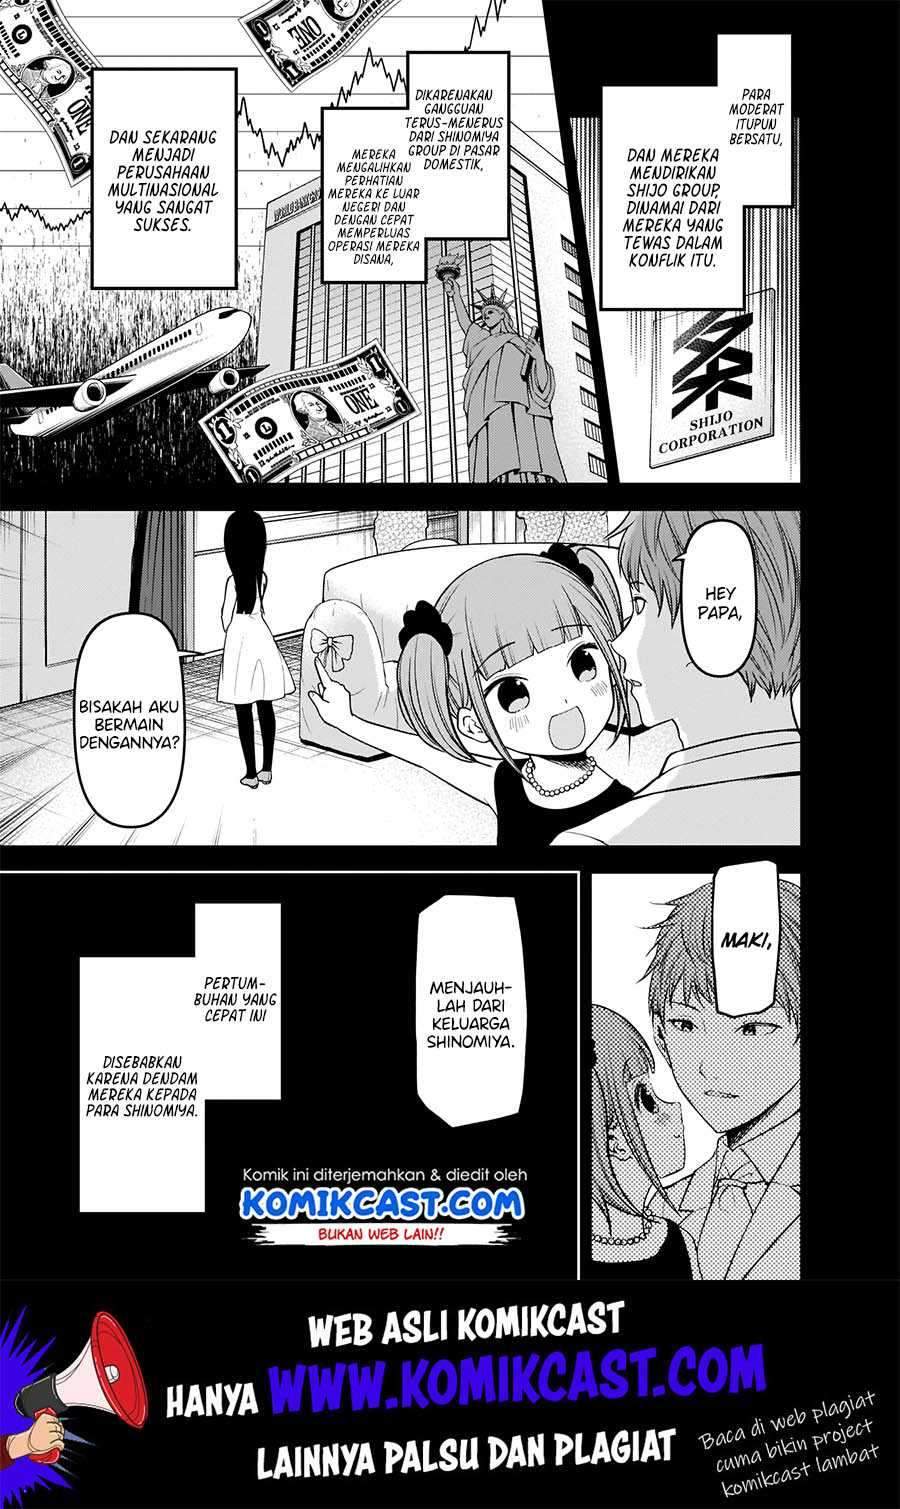 PARA
MODERAT
ITUPUN
BERSATU,
DAN MEREKA
MENDIRIKAN
SHIJO GROUP,
DINAMAI DARI
MEREKA YANG
TEWAS DALAM
KONFLIK ITU.
SHIJO
CORPORATION
DIKARENAKAN
GANGGUAN
TERUS-MENERUS
DARI SHINOMIYA
GROUP DI PASAR
DOMESTIK,
MEREKA
MENGALIHKAN
PERHATIAN
MEREKA KE LUAR
NEGERI DAN
DENGAN CEPAT
MEMPERLUAS
OPERASI MEREKA
DISANA,
DAN SEKARANG
MENJADI
PERUSAHAAN
MULTINASIONAL
YANG SANGAT
SUKSES.
ONE
ONE
1 L ONE 1
HEY
PAPA,
BISAKAH AKU
BERMAIN
DENGANNYA?
MAKI,
MENJAUH-
LAH DARI
KELUARGA
SHINOMIYA.
PERTUM-
BUHAN YANG
CEPAT INI
DISEBABKAN
KARENA DENDAM
MEREKA KEPADA
PARA SHINOMIYA.
Komik ini diterjemahkan & diedit oleh
KOMIKCAST.COM
BUKAN WEB LAIN!!
WEB ASLI KOMIKCAST
HANYA WWW.KOMIKCAST.COM
LAINNYA PALSU DAN PLAGIAT
Baca di web plagiat
cuma bikin project
komikcast lambat